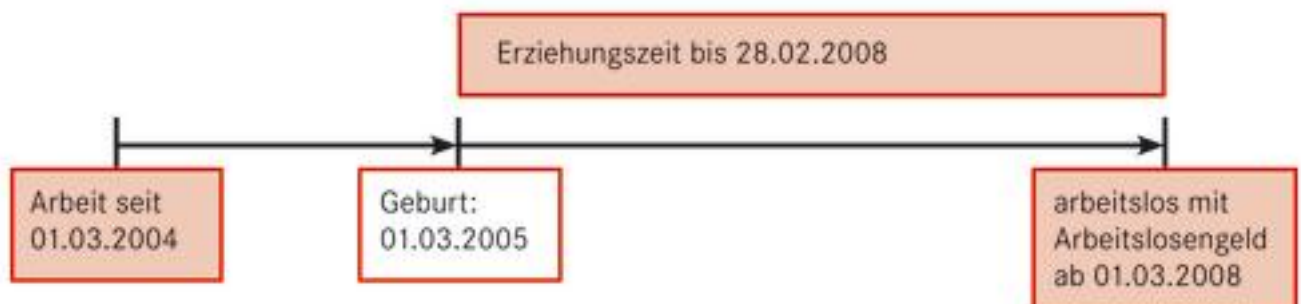 Erziehungszeit bis 28.02.2008
Arbeit seit
01.03.2004
Geburt:
01.03.2005
arbeitslos mit
Arbeitslosengeld
ab 01.03.2008